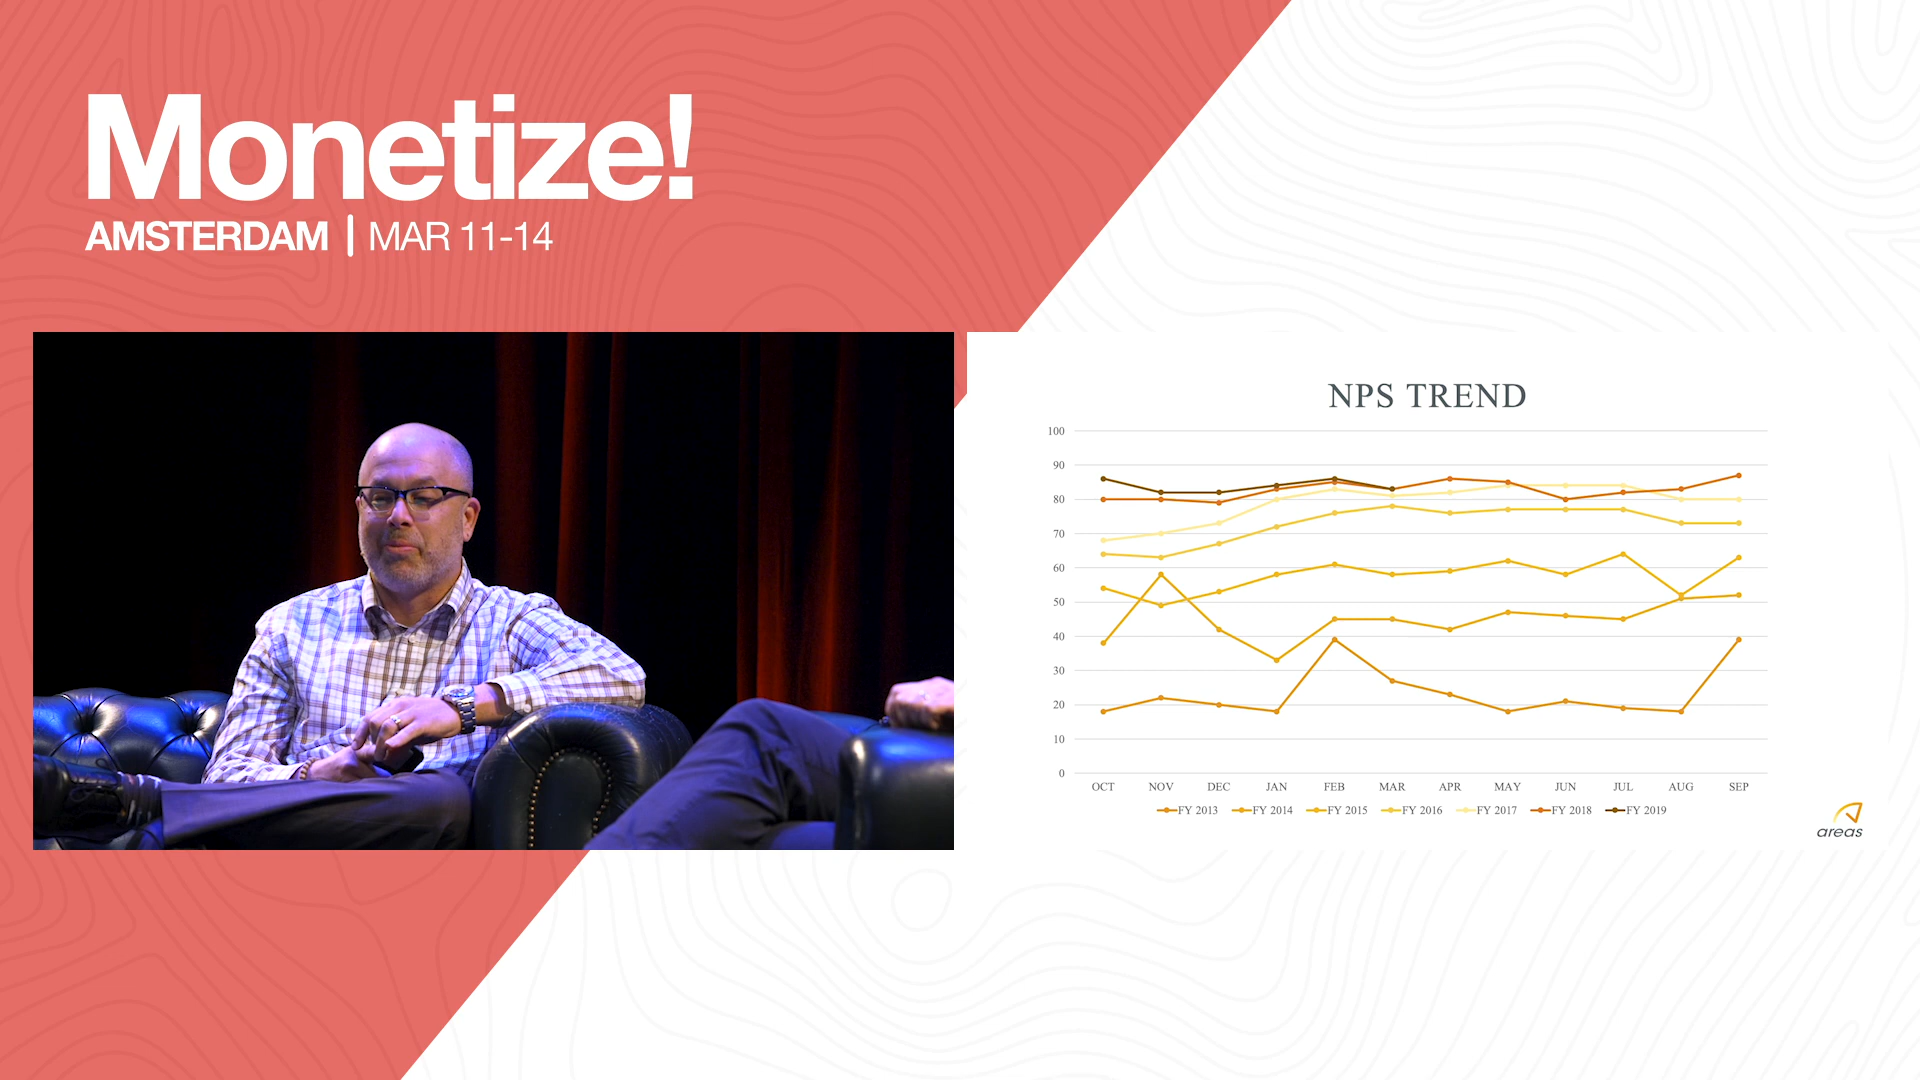 Monetize!
AMSTERDAM | MAR 11-14
NPS TREND
100
90
80
70
60
50
40
30
20
10
0
OCT NOV DEC JAN FEB MAR APR MAY JUN JUL AUG SEP
FY 2013 FY 2014 FY 2015 FY 2016 FY 2017 FY 2018 FY 2019
areas